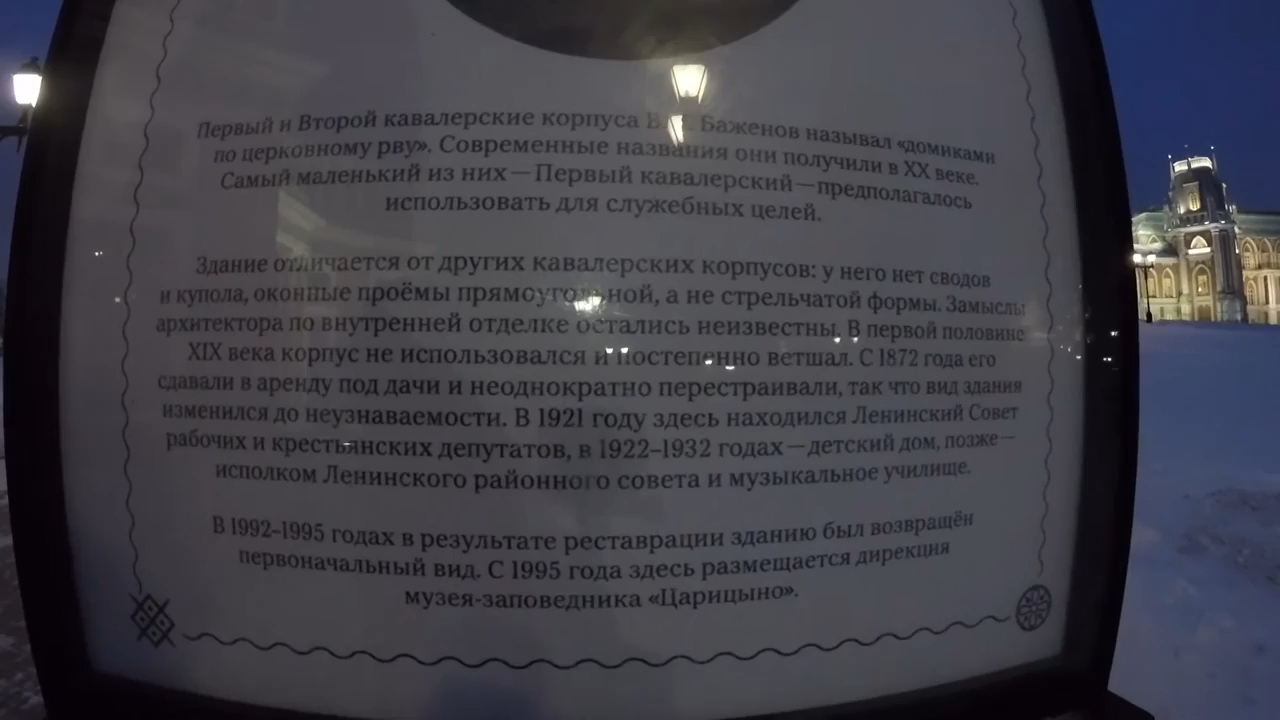 Первый и Второй кавалерские корпуса В. Баженов называл «домиками
по церковному рву». Современные названия они получили в XX веке.
Самый маленький из них — Первый кавалерский — предполагалось
использовать для служебных целей.
Здание отличается от других кавалерских корпусов: у него нет сводов
и купола, оконные проёмы прямоугольной, а не стрельчатой формы. Замыслы
архитектора по внутренней отделке остались неизвестны. В первой половине
XIX века корпус не использовался и постепенно ветшал. С 1872 года его
сдавали в аренду под дачи и неоднократно перестраивали, так что вид здания
изменился до неузнаваемости. В 1921 году здесь находился Ленинский Совет
рабочих и крестьянских депутатов, в 1922–1932 годах — детский дом, позже —
исполком Ленинского районного совета и музыкальное училище.
В 1992–1995 годах в результате реставрации зданию был возвращён
первоначальный вид. С 1995 года здесь размещается дирекция
музея-заповедника «Царицыно».